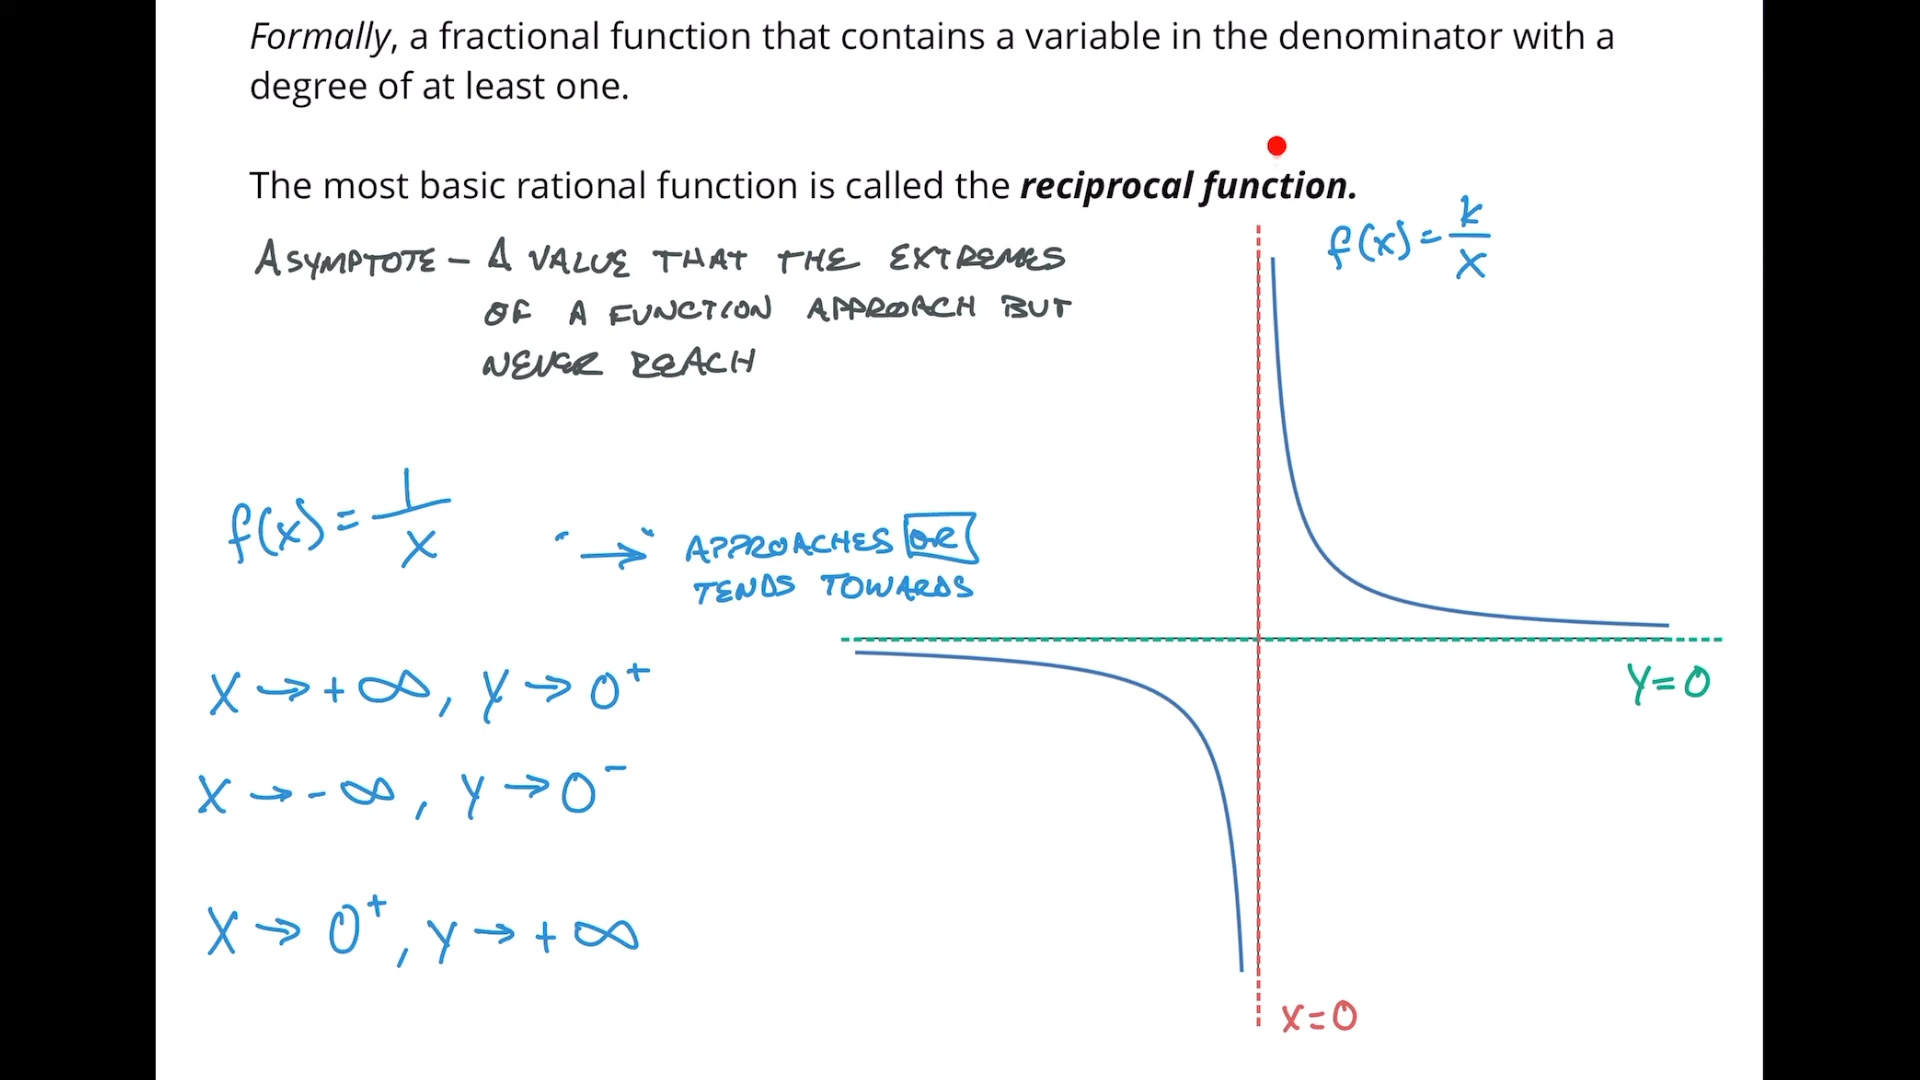 Formally, a fractional function that contains a variable in the denominator with a
degree of at least one.
The most basic rational function is called the reciprocal function.
f(x) = k/x
ASYMPTOTE – A VALUE THAT THE EXTREMES
OF A FUNCTION APPROACH BUT
NEVER REACH
f(x) = 1/x
" → " APPROACHES OR
TENDS TOWARDS
Y=0
X → +∞, Y → 0⁺
X → -∞, Y → 0⁻
X → 0⁺, Y → +∞
X=0